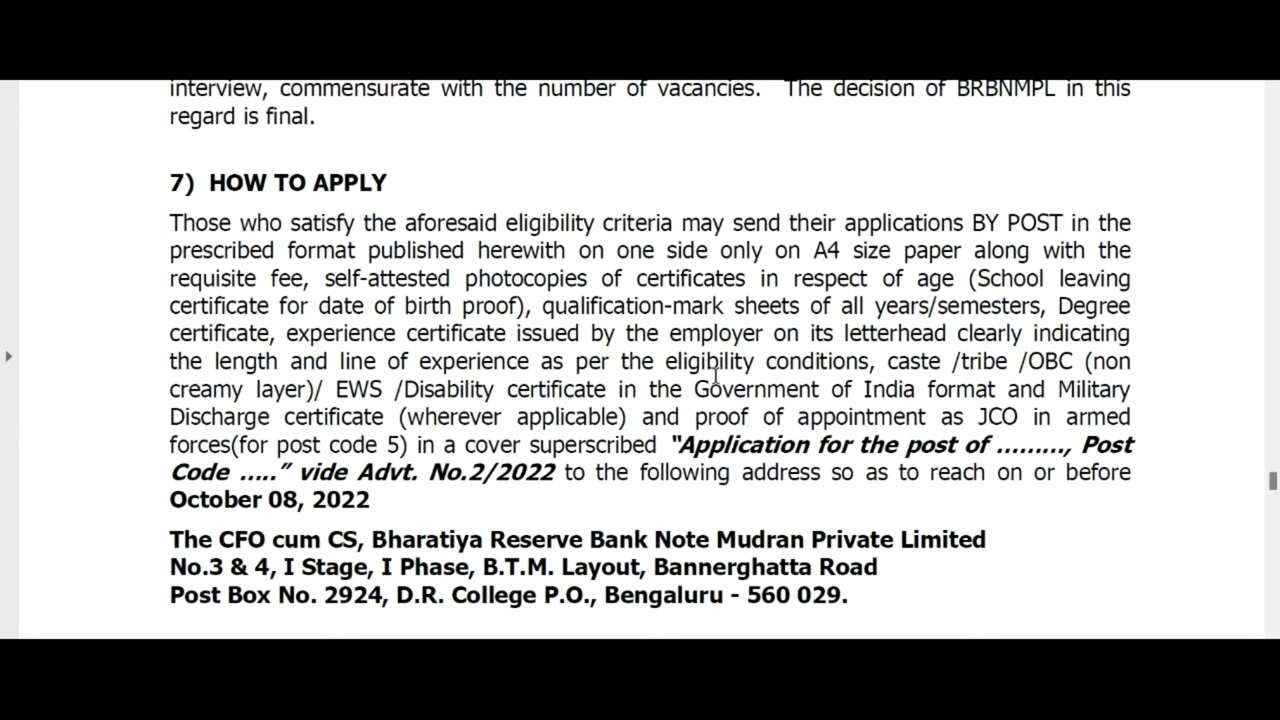 interview, commensurate with the number of vacancies. The decision of BRBNMPL in this
regard is final.
7) HOW TO APPLY
Those who satisfy the aforesaid eligibility criteria may send their applications BY POST in the
prescribed format published herewith on one side only on A4 size paper along with the
requisite fee, self-attested photocopies of certificates in respect of age (School leaving
certificate for date of birth proof), qualification-mark sheets of all years/semesters, Degree
certificate, experience certificate issued by the employer on its letterhead clearly indicating
the length and line of experience as per the eligibility conditions, caste /tribe /OBC (non
creamy layer)/ EWS /Disability certificate in the Government of India format and Military
Discharge certificate (wherever applicable) and proof of appointment as JCO in armed
forces(for post code 5) in a cover superscribed "Application for the post of ........., Post
Code ....." vide Advt. No.2/2022 to the following address so as to reach on or before
October 08, 2022
The CFO cum CS, Bharatiya Reserve Bank Note Mudran Private Limited
No.3 & 4, I Stage, I Phase, B.T.M. Layout, Bannerghatta Road
Post Box No. 2924, D.R. College P.O., Bengaluru - 560 029.